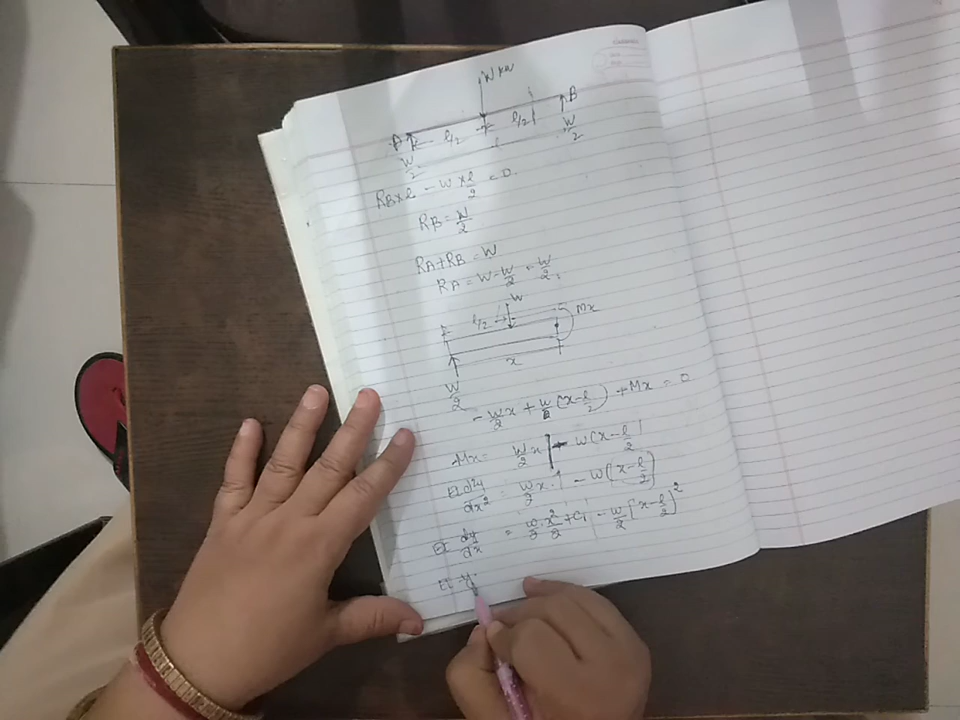 W kN
A l/2 l/2 B
W/2 W/2
RB×l - W×l/2 = 0.
RB = W/2
RA+RB = W
RA = W - W/2 = W/2.
W
l/2 Mx
x
W/2
-W/2 x + W (x - l/2) + Mx = 0
Mx = W/2 x | - W(x - l/2)
EI d²y/dx² = W/2 x | - W(x - l/2)
EI dy/dx = W/2 x²/2 + C1 | - W/2 (x - l/2)²
EI y